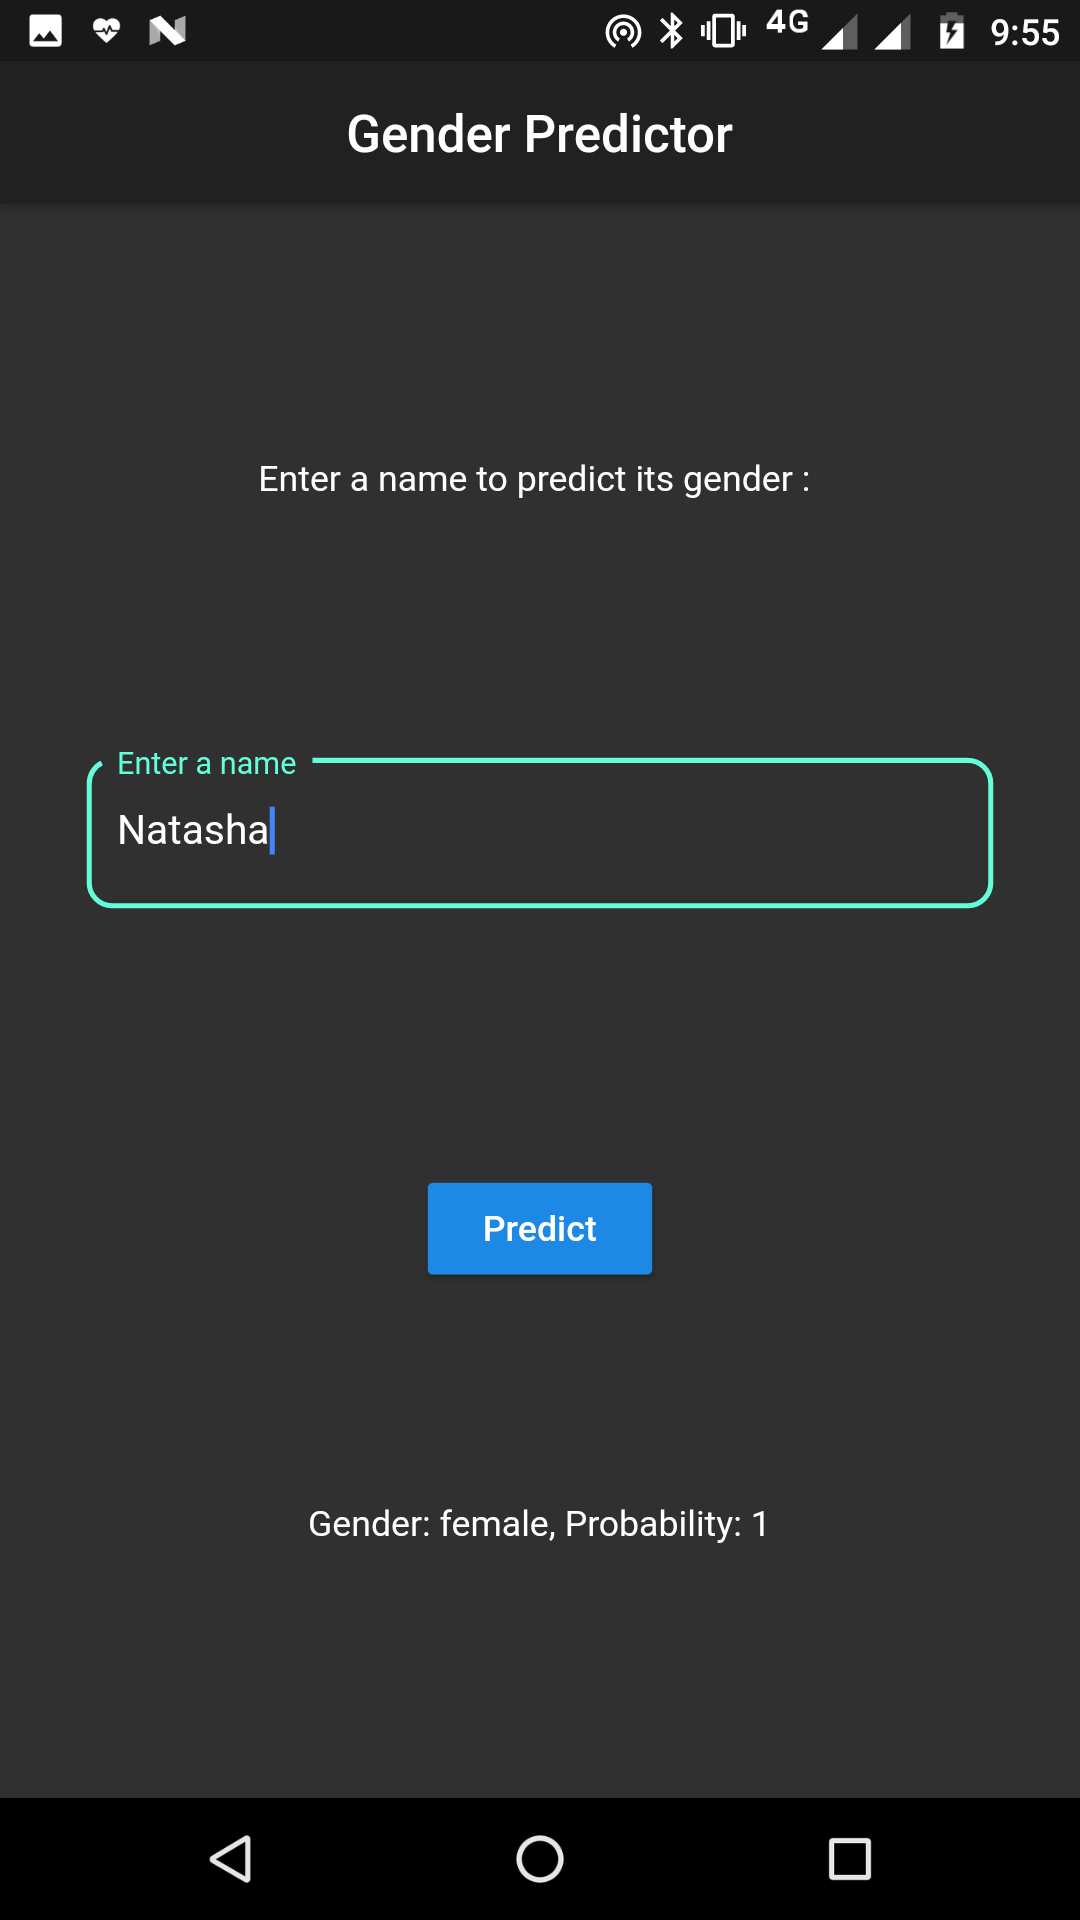 4G 9:55
Gender Predictor
Enter a name to predict its gender :
Enter a name
Natasha
Predict
Gender: female, Probability: 1